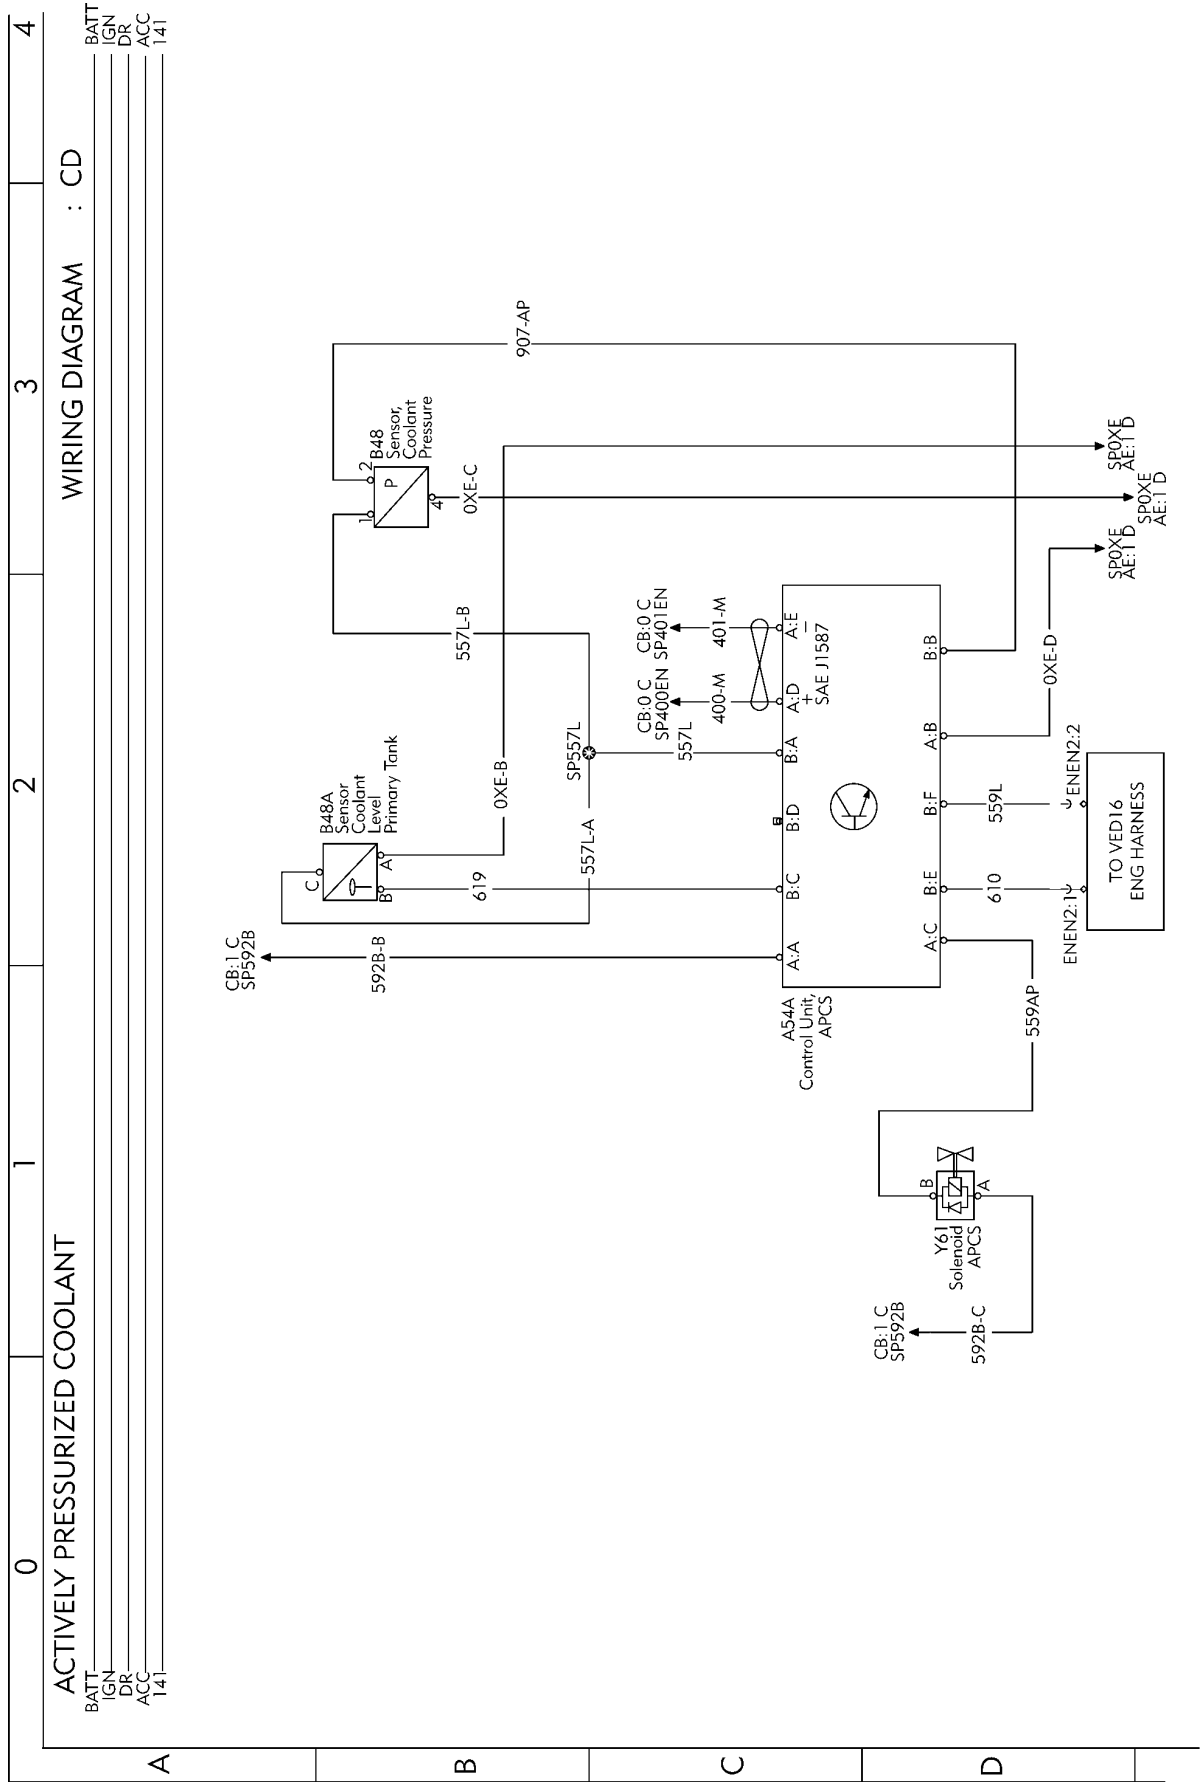 0
1
2
3
4
ACTIVELY PRESSURIZED COOLANT
WIRING DIAGRAM : CD
BATT
BATT
IGN
IGN
DR
DR
ACC
ACC
141
141
A
B
C
D
CB:1 C
SP592B
592B-B
B48A
Sensor
Coolant
Level
Primary Tank
C
B
A
619
0XE-B
557L-A
SP557L
557L
557L-B
B48
Sensor,
Coolant
Pressure
P
1
2
4
0XE-C
907-AP
CB:0 C
SP400EN
400-M
CB:0 C
SP401EN
401-M
A54A
Control Unit,
APCS
A:A
B:C
B:D
B:A
A:D
A:E
+
–
SAE J1587
A:C
B:E
B:F
A:B
B:B
559AP
610
559L
0XE-D
ENEN2:1
ENEN2:2
TO VED16
ENG HARNESS
SP0XE
AE:1 D
SP0XE
AE:1 D
SP0XE
AE:1 D
Y61
Solenoid
APCS
B
A
CB:1 C
SP592B
592B-C